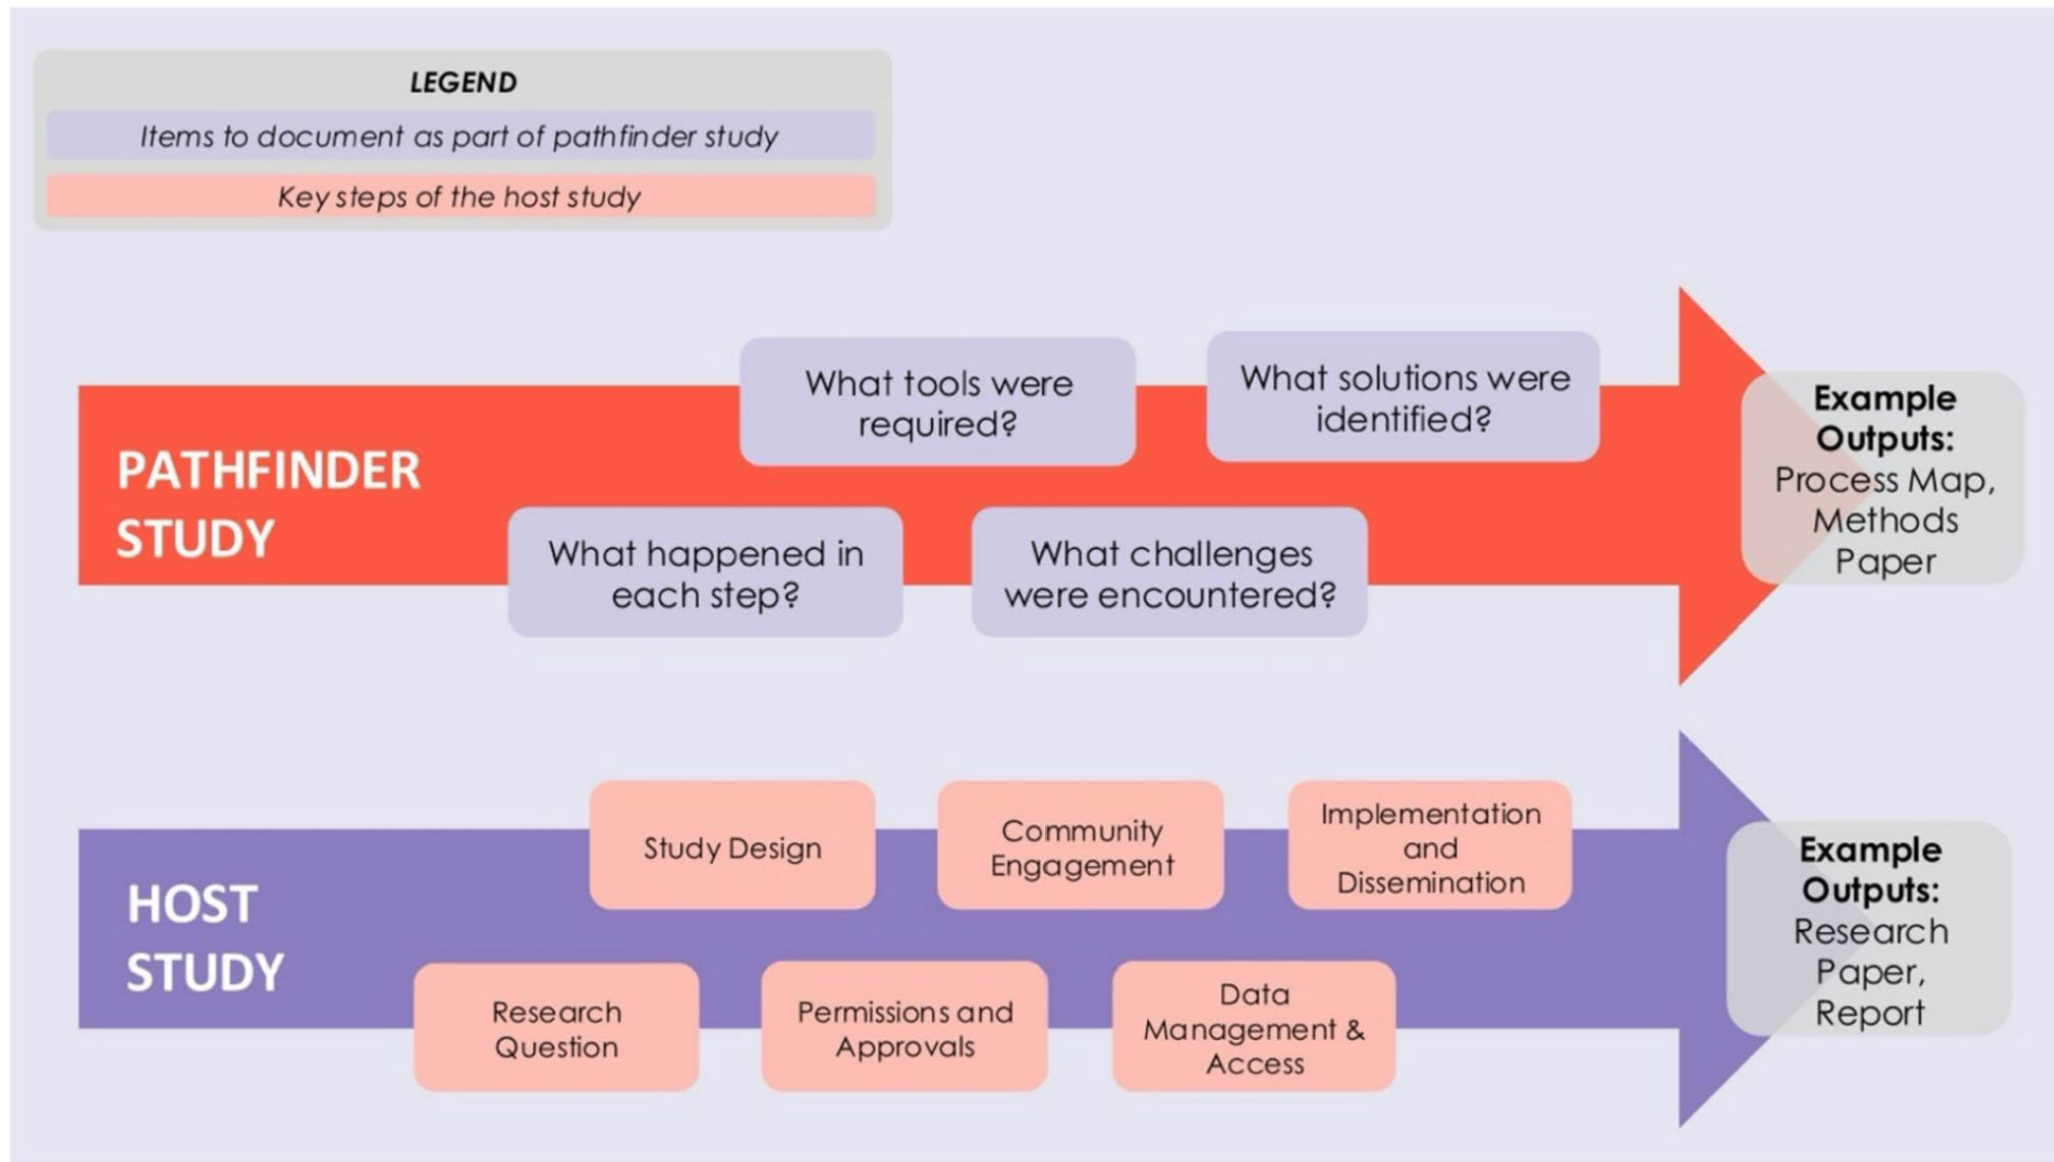 LEGEND
Items to document as part of pathfinder study
Key steps of the host study
PATHFINDER
STUDY
What happened in
each step?
What tools were
required?
What challenges
were encountered?
What solutions were
identified?
Example
Outputs:
Process Map,
Methods
Paper
HOST
STUDY
Research
Question
Study Design
Permissions and
Approvals
Community
Engagement
Data
Management &
Access
Implementation
and
Dissemination
Example
Outputs:
Research
Paper,
Report